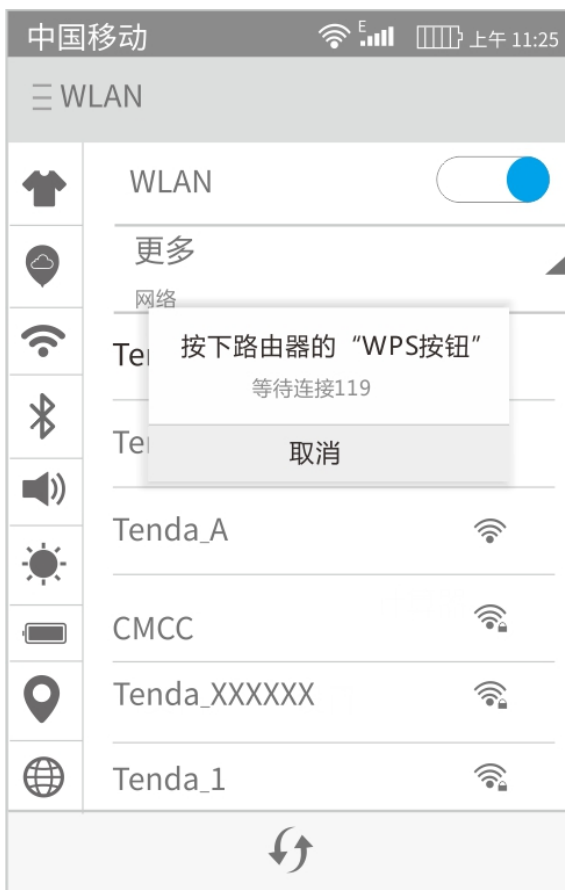 中国移动
E
上午 11:25
WLAN
WLAN
更多
网络
按下路由器的“WPS按钮”
等待连接119
取消
Te
Te
Tenda_A
CMCC
Tenda_XXXXXX
Tenda_1